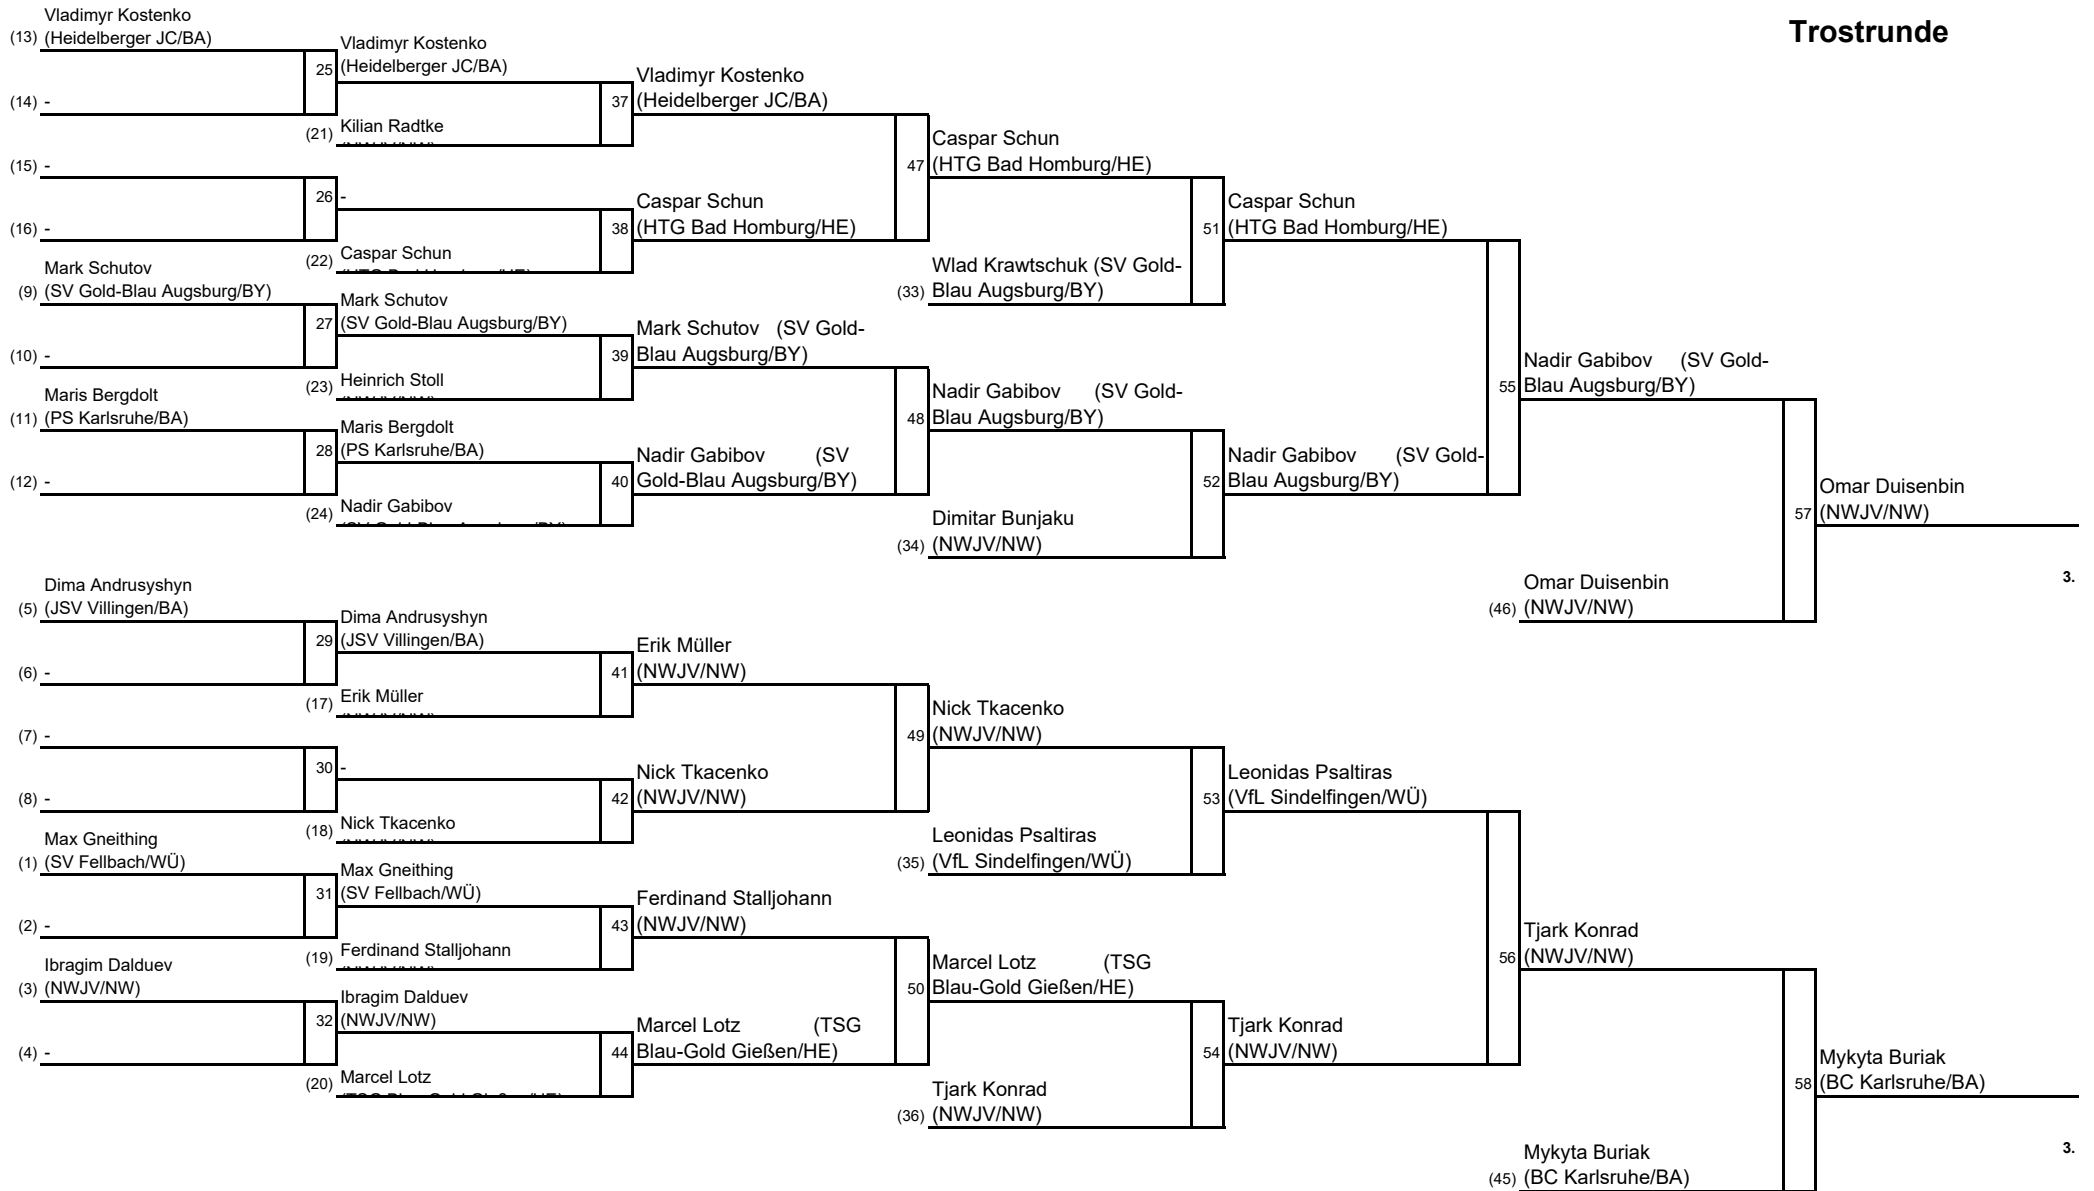 Trostrunde
Vladimyr Kostenko
(13) (Heidelberger JC/BA)
(14) -
(15) -
(16) -
Mark Schutov
(9) (SV Gold-Blau Augsburg/BY)
(10) -
Maris Bergdolt
(11) (PS Karlsruhe/BA)
(12) -
Dima Andrusyshyn
(5) (JSV Villingen/BA)
(6) -
(7) -
(8) -
Max Gneithing
(1) (SV Fellbach/WÜ)
(2) -
Ibragim Dalduev
(3) (NWJV/NW)
(4) -
Vladimyr Kostenko
25 (Heidelberger JC/BA)
(21) Kilian Radtke
26 -
(22) Caspar Schun
Mark Schutov
27 (SV Gold-Blau Augsburg/BY)
(23) Heinrich Stoll
Maris Bergdolt
28 (PS Karlsruhe/BA)
(24) Nadir Gabibov
Dima Andrusyshyn
29 (JSV Villingen/BA)
(17) Erik Müller
30 -
(18) Nick Tkacenko
Max Gneithing
31 (SV Fellbach/WÜ)
(19) Ferdinand Stalljohann
Ibragim Dalduev
32 (NWJV/NW)
(20) Marcel Lotz
Vladimyr Kostenko
37 (Heidelberger JC/BA)
Caspar Schun
38 (HTG Bad Homburg/HE)
Mark Schutov (SV Gold-
39 Blau Augsburg/BY)
Nadir Gabibov (SV
40 Gold-Blau Augsburg/BY)
Erik Müller
41 (NWJV/NW)
Nick Tkacenko
42 (NWJV/NW)
Ferdinand Stalljohann
43 (NWJV/NW)
Marcel Lotz (TSG
44 Blau-Gold Gießen/HE)
Caspar Schun
47 (HTG Bad Homburg/HE)
Wlad Krawtschuk (SV Gold-
(33) Blau Augsburg/BY)
Nadir Gabibov (SV Gold-
48 Blau Augsburg/BY)
Dimitar Bunjaku
(34) (NWJV/NW)
Nick Tkacenko
49 (NWJV/NW)
Leonidas Psaltiras
(35) (VfL Sindelfingen/WÜ)
Marcel Lotz (TSG
50 Blau-Gold Gießen/HE)
Tjark Konrad
(36) (NWJV/NW)
Caspar Schun
51 (HTG Bad Homburg/HE)
Nadir Gabibov (SV Gold-
52 Blau Augsburg/BY)
Leonidas Psaltiras
53 (VfL Sindelfingen/WÜ)
Tjark Konrad
54 (NWJV/NW)
Nadir Gabibov (SV Gold-
55 Blau Augsburg/BY)
Omar Duisenbin
(46) (NWJV/NW)
Tjark Konrad
56 (NWJV/NW)
Mykyta Buriak
(45) (BC Karlsruhe/BA)
Omar Duisenbin
57 (NWJV/NW)
3.
Mykyta Buriak
58 (BC Karlsruhe/BA)
3.